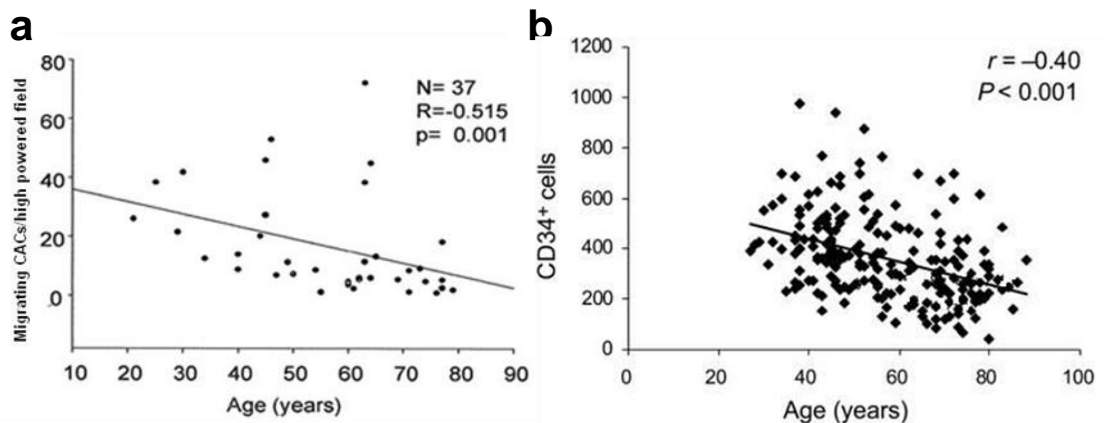 a
Migrating CACs/high powered field
80
60
40
20
.0
N= 37
R=-0.515
p= 0.001
10 20 30 40 50 60 70 80 90
Age (years)
b
CD34+ cells
1200
1000
800
600
400
200
0
r = –0.40
P < 0.001
0 20 40 60 80 100
Age (years)